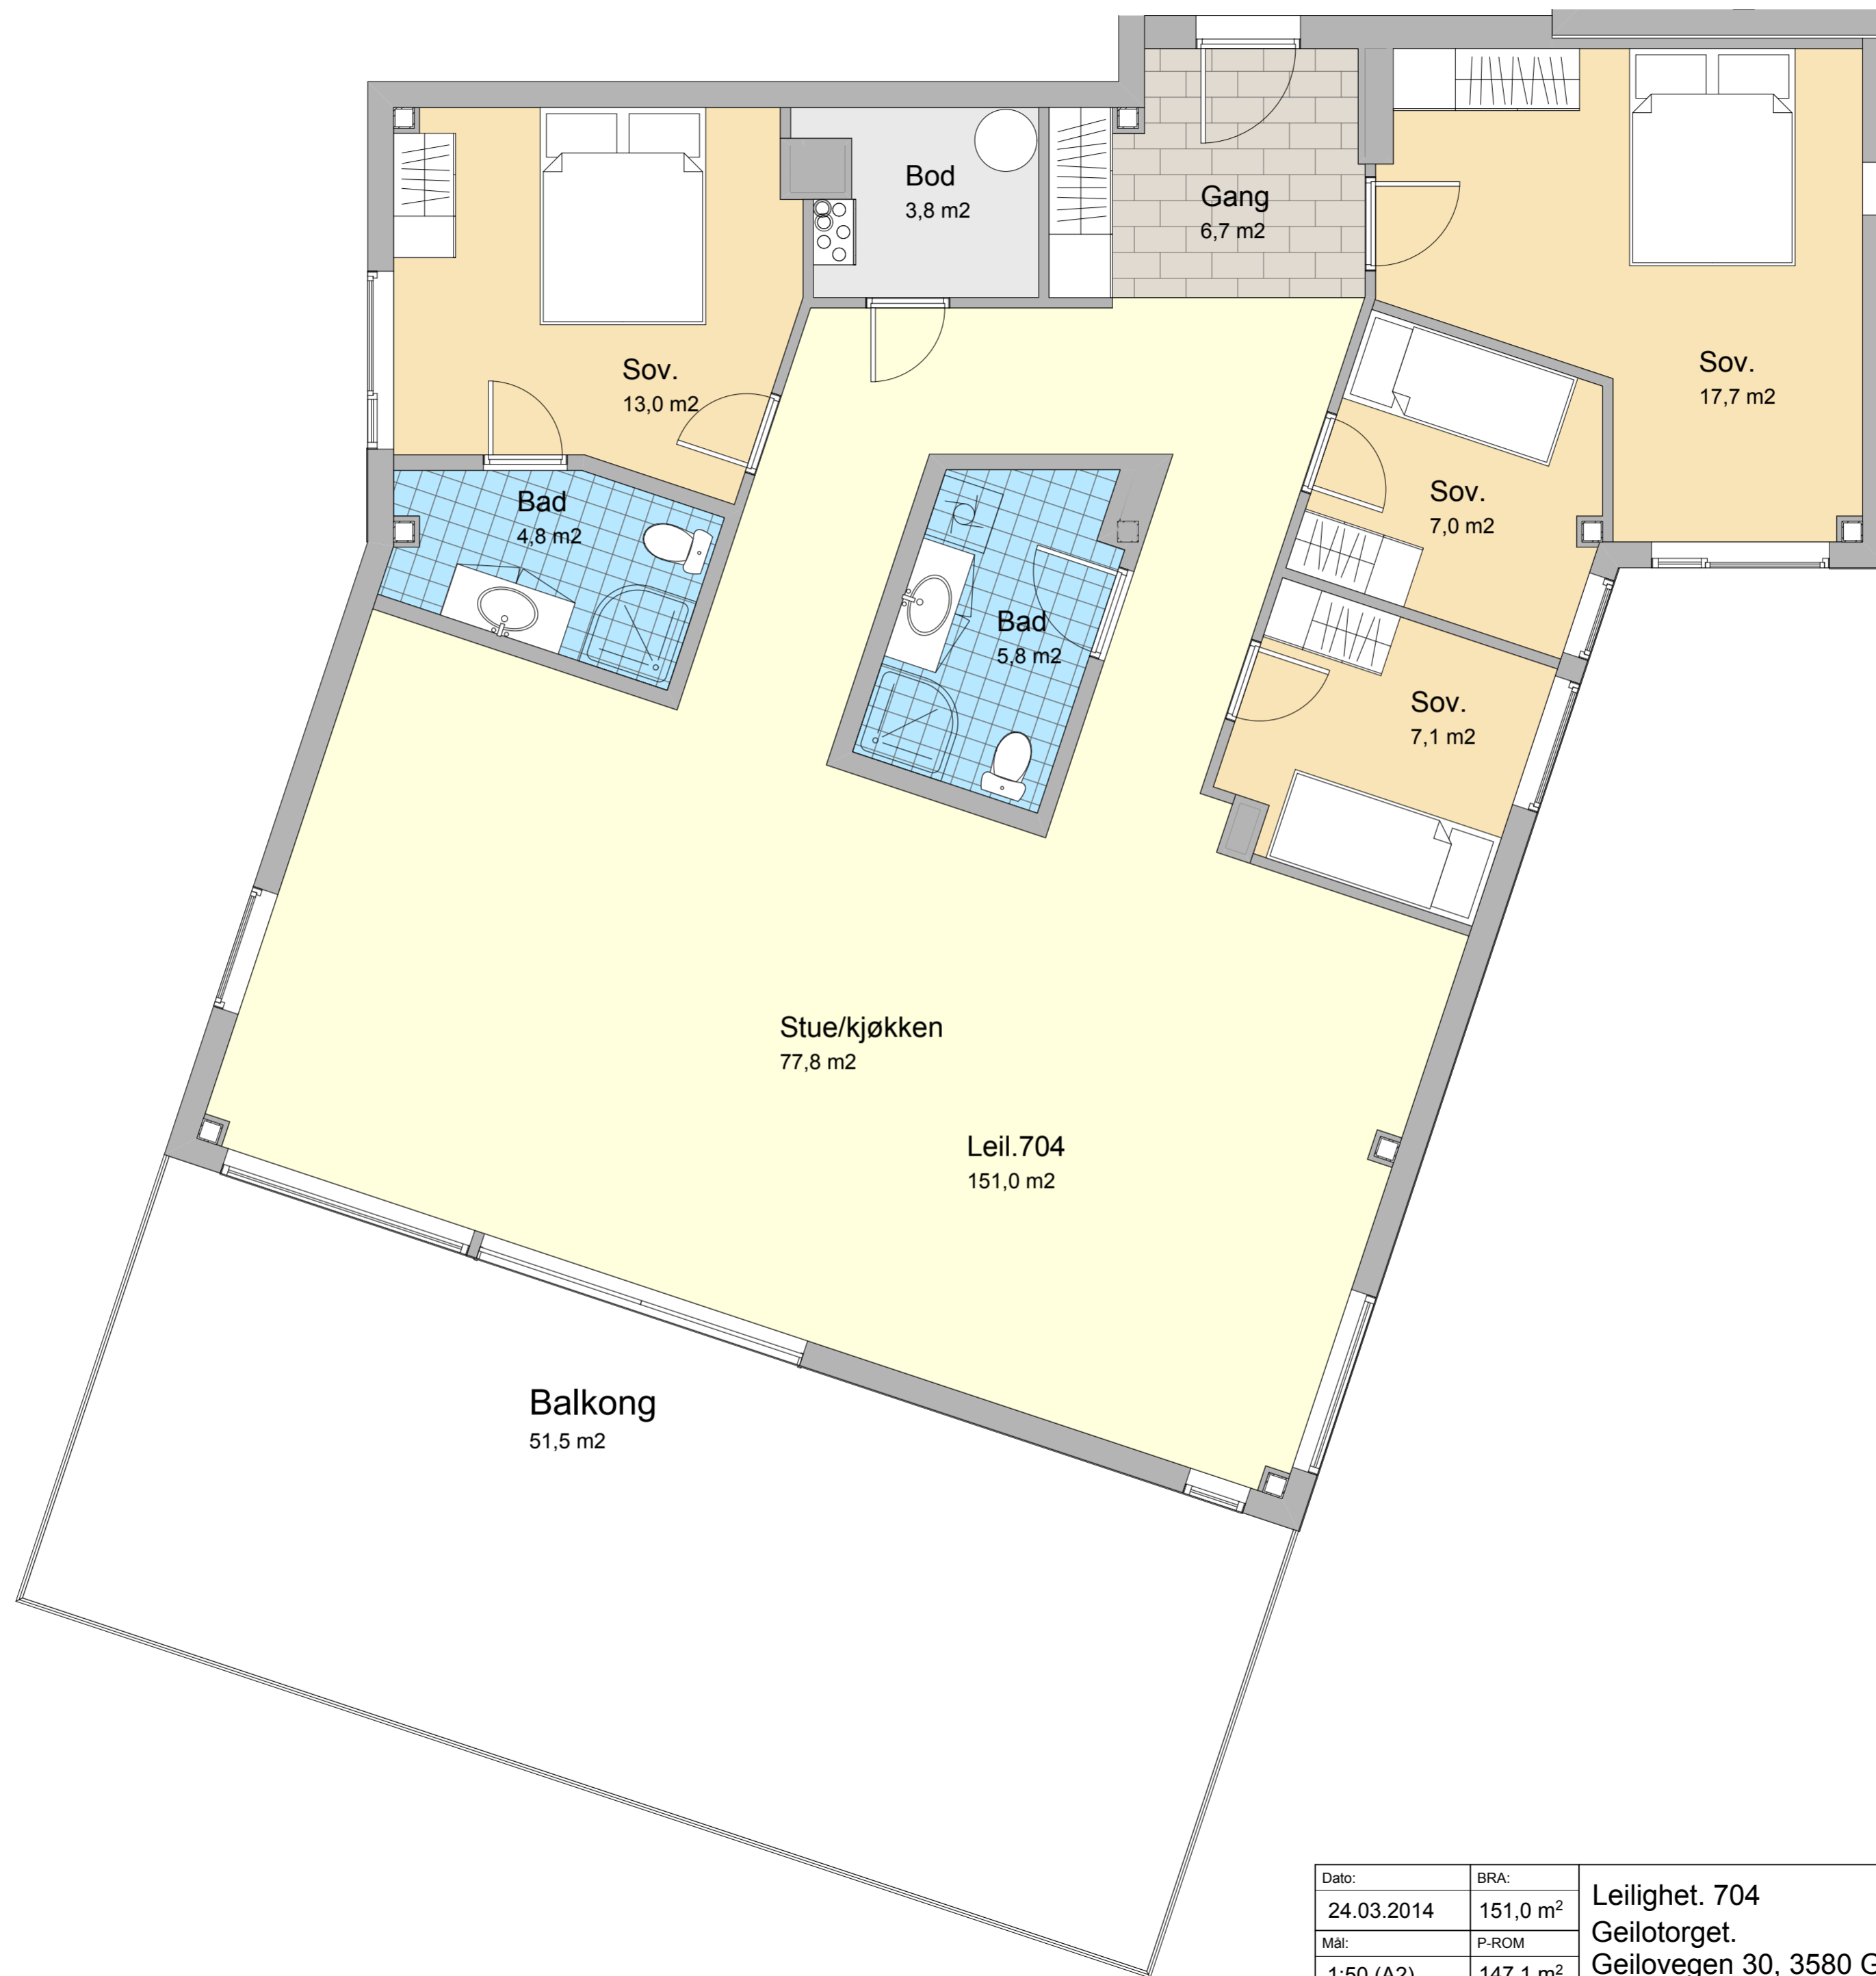 Bod
3,8 m2
Gang
6,7 m2
Sov.
13,0 m2
Sov.
17,7 m2
Bad
4,8 m2
Sov.
7,0 m2
Bad
5,8 m2
Sov.
7,1 m2
Stue/kjøkken
77,8 m2
Leil.704
151,0 m2
Balkong
51,5 m2
Dato:
24.03.2014
Mål:
1:50 (A2)
BRA:
151,0 m²
P-ROM
147,1 m²
Leilighet. 704
Geilotorget.
Geilovegen 30, 3580